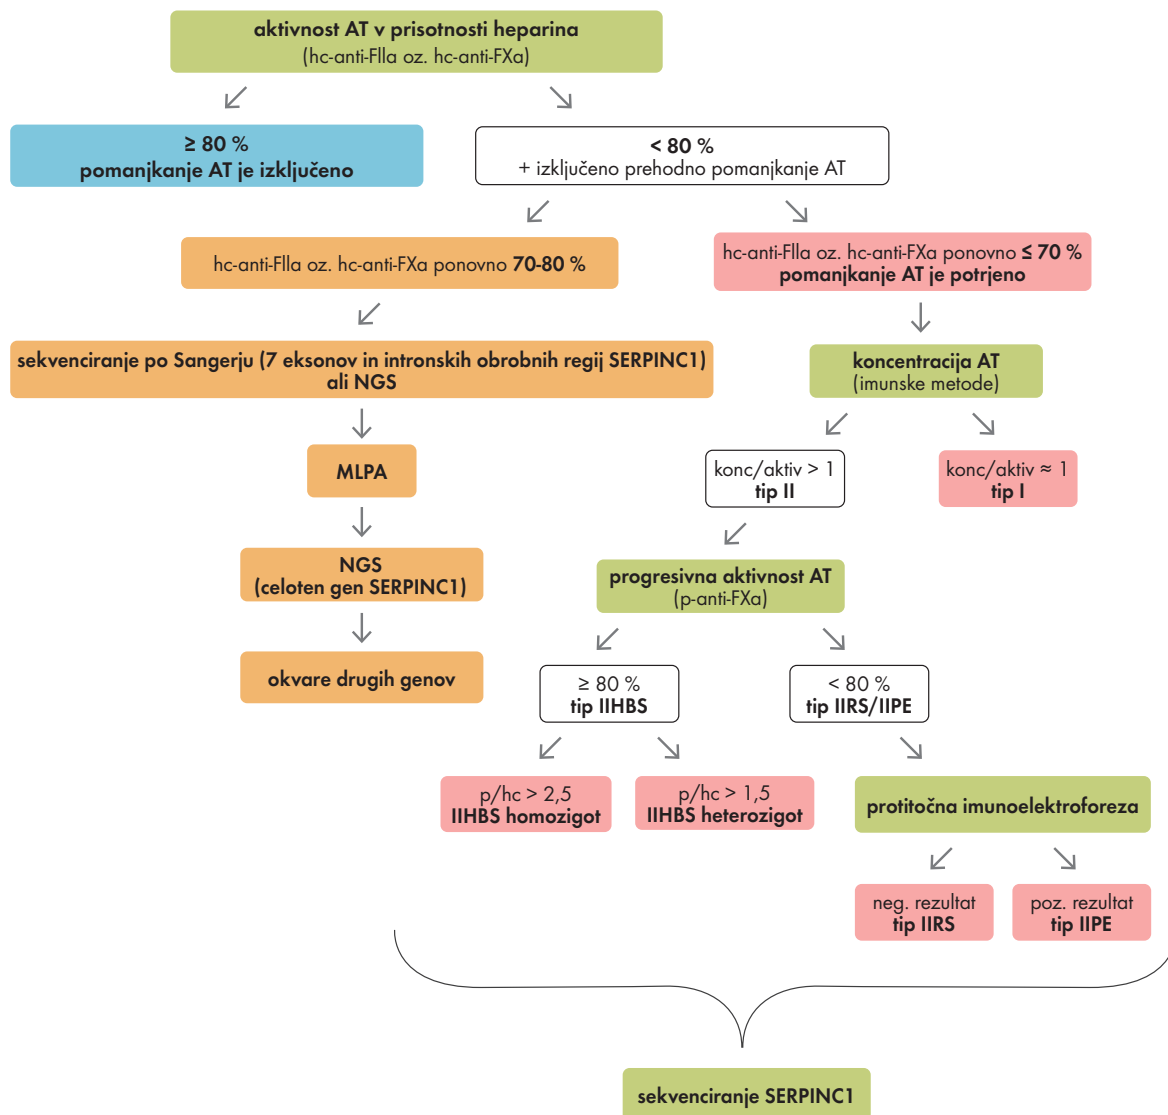 aktivnost AT v prisotnosti heparina
(hc-anti-FIIa oz. hc-anti-FXa)
≥ 80 %
pomanjkanje AT je izključeno
< 80 %
+ izključeno prehodno pomanjkanje AT
hc-anti-FIIa oz. hc-anti-FXa ponovno 70-80 %
hc-anti-FIIa oz. hc-anti-FXa ponovno ≤ 70 %
pomanjkanje AT je potrjeno
sekvenciranje po Sangerju (7 eksonov in intronskih obrobnih regij SERPINC1)
ali NGS
koncentracija AT
(imunske metode)
MLPA
konc/aktiv > 1
tip II
konc/aktiv ≈ 1
tip I
NGS
(celoten gen SERPINC1)
progresivna aktivnost AT
(p-anti-FXa)
okvare drugih genov
≥ 80 %
tip IIHBS
< 80 %
tip IIRS/IIPE
p/hc > 2,5
IIHBS homozigot
p/hc > 1,5
IIHBS heterozigot
protitočna imunoelektroforeza
neg. rezultat
tip IIRS
poz. rezultat
tip IIPE
sekvenciranje SERPINC1